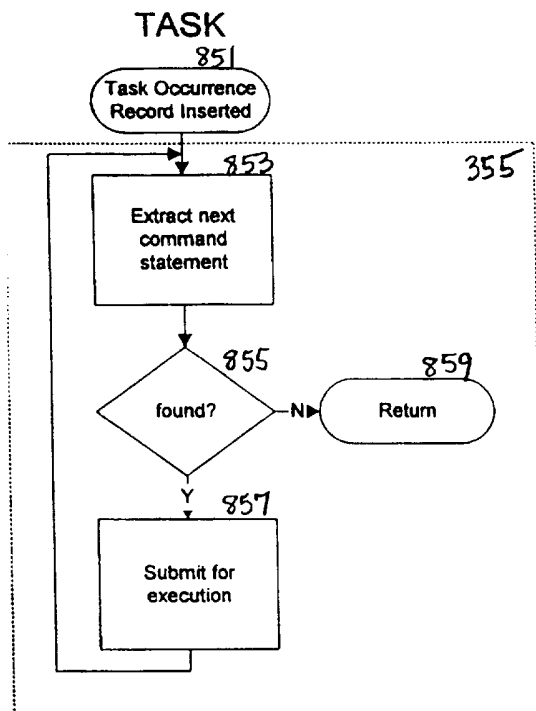 TASK
851
Task Occurrence
Record Inserted
853
355
Extract next
command
statement
855
859
found?
N
Return
Y
857
Submit for
execution